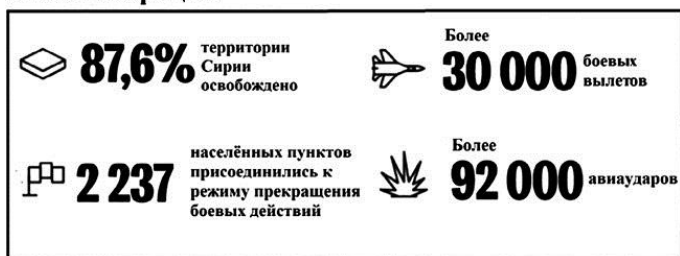 87,6%
территории
Сирии
освобождено
Более
30 000
боевых
вылетов
2 237
населённых пунктов
присоединились к
режиму прекращения
боевых действий
Более
92 000
авиаударов